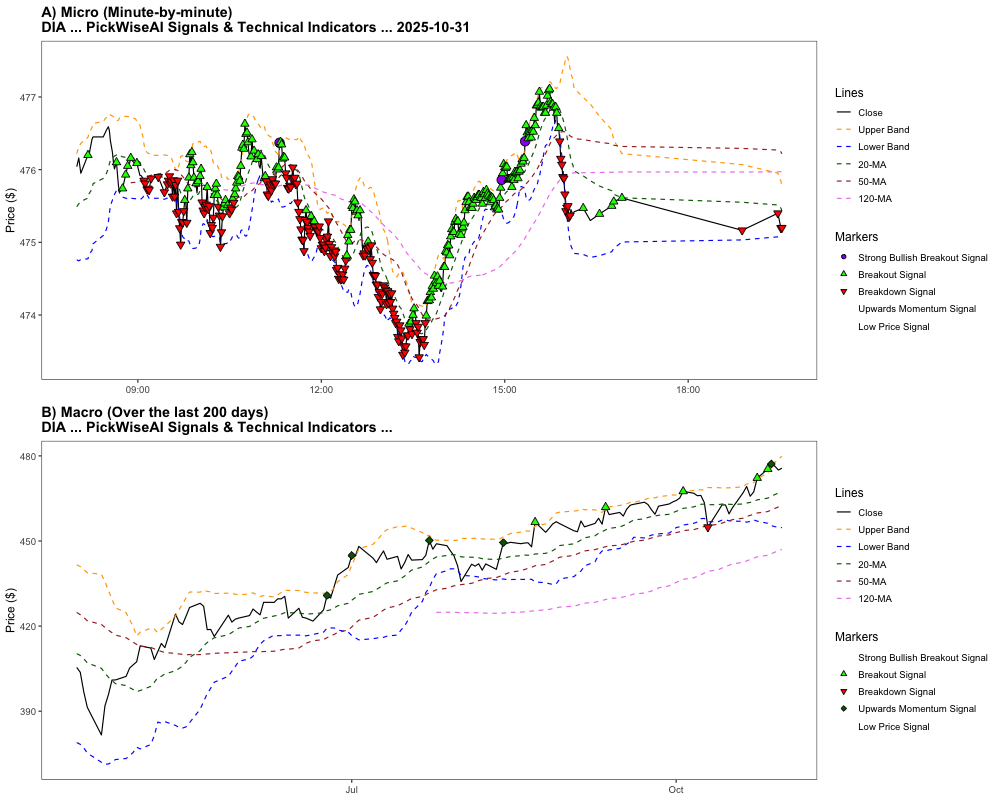 A) Micro (Minute-by-minute)
DIA ... PickWiseAI Signals & Technical Indicators ... 2025-10-31
Price ($)
477
476
475
474
09:00
12:00
15:00
18:00
Lines
Close
Upper Band
Lower Band
20-MA
50-MA
120-MA
Markers
Strong Bullish Breakout Signal
Breakout Signal
Breakdown Signal
Upwards Momentum Signal
Low Price Signal
B) Macro (Over the last 200 days)
DIA ... PickWiseAI Signals & Technical Indicators ...
Price ($)
480
450
420
390
Jul
Oct
Lines
Close
Upper Band
Lower Band
20-MA
50-MA
120-MA
Markers
Strong Bullish Breakout Signal
Breakout Signal
Breakdown Signal
Upwards Momentum Signal
Low Price Signal